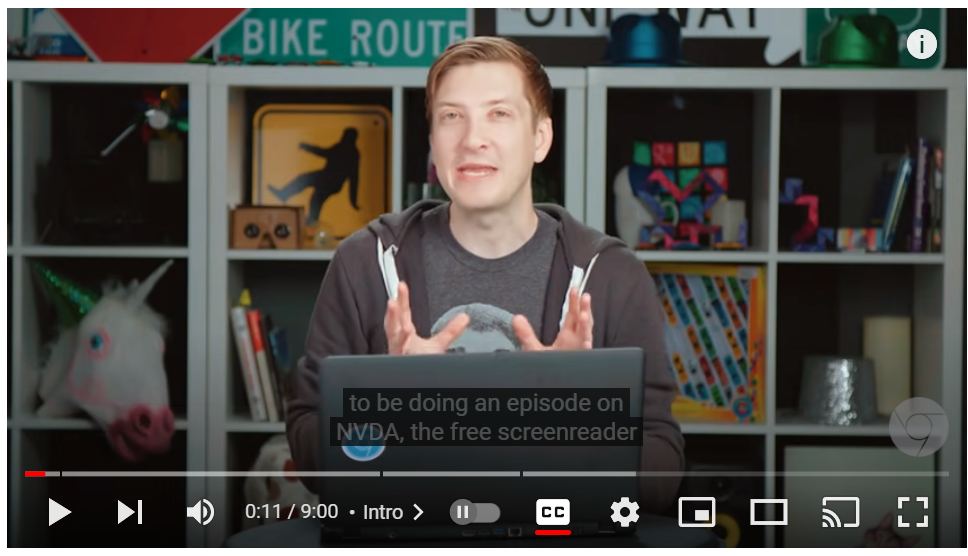 ONE WAY
BIKE ROUTE
i
to be doing an episode on
NVDA, the free screenreader
0:11 / 9:00 • Intro
CC